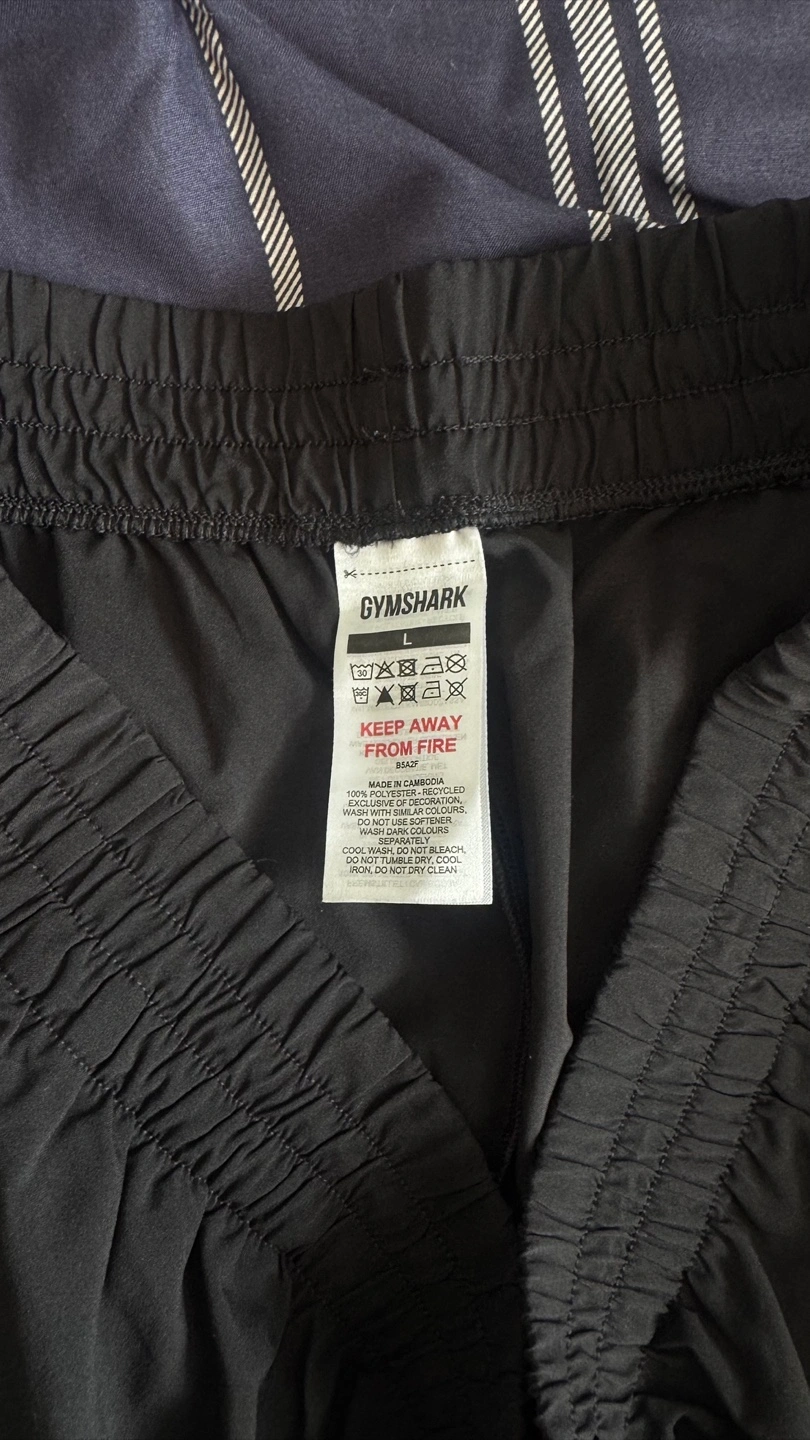 GYMSHARK
L
30
KEEP AWAY
FROM FIRE
B5A2F
MADE IN CAMBODIA
100% POLYESTER - RECYCLED
EXCLUSIVE OF DECORATION,
WASH WITH SIMILAR COLOURS,
DO NOT USE SOFTENER
WASH DARK COLOURS
SEPARATELY
COOL WASH, DO NOT BLEACH,
DO NOT TUMBLE DRY, COOL
IRON, DO NOT DRY CLEAN